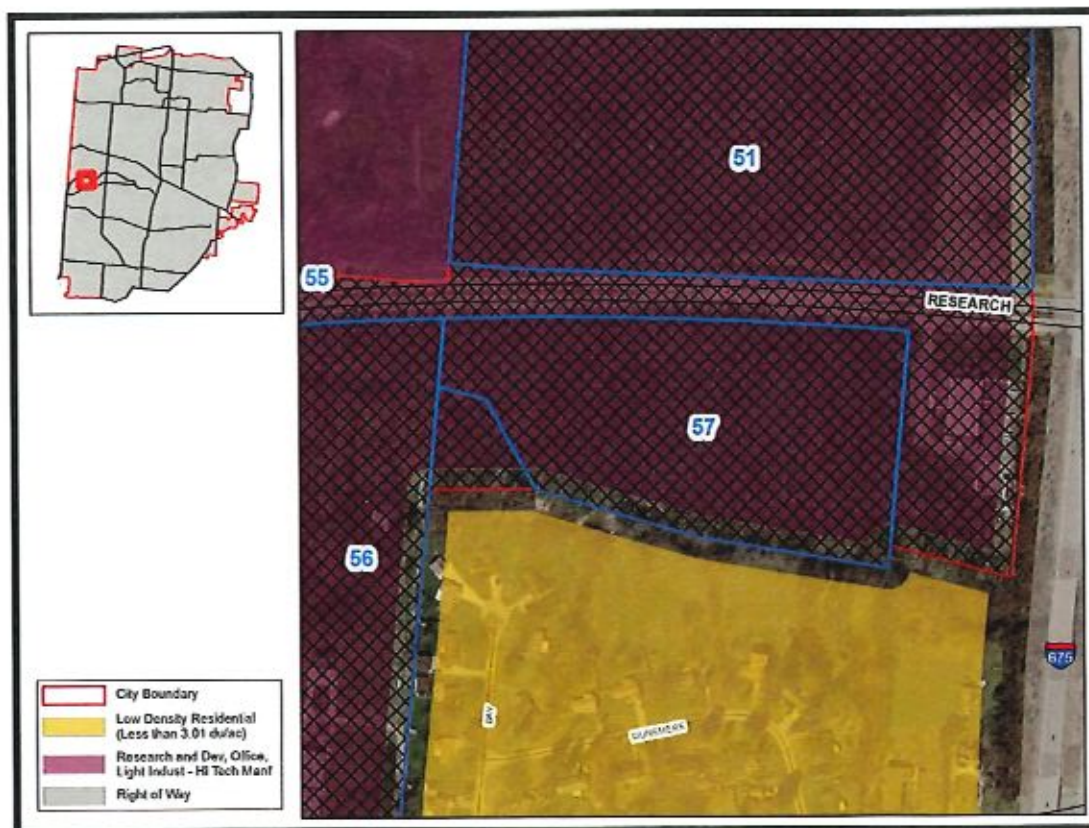 51
55
RESEARCH
57
56
675
City Boundary
Low Density Residential
(Less than 3.01 du/ac)
Research and Dev, Office,
Light Indust - Hi Tech Manf
Right of Way